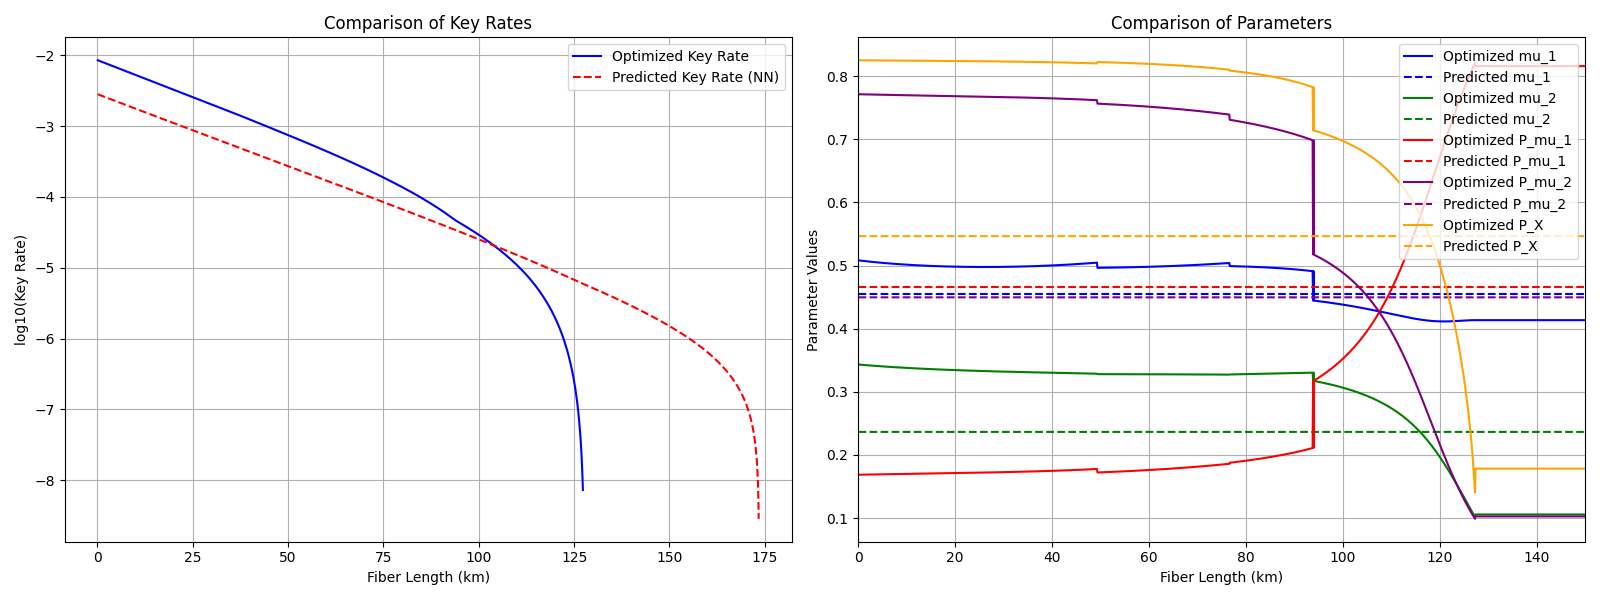 Comparison of Key Rates
log10(Key Rate)
−2
−3
−4
−5
−6
−7
−8
Optimized Key Rate
Predicted Key Rate (NN)
0 25 50 75 100 125 150 175
Fiber Length (km)
Comparison of Parameters
Parameter Values
0.8
0.7
0.6
0.5
0.4
0.3
0.2
0.1
Optimized mu_1
Predicted mu_1
Optimized mu_2
Predicted mu_2
Optimized P_mu_1
Predicted P_mu_1
Optimized P_mu_2
Predicted P_mu_2
Optimized P_X
Predicted P_X
0 20 40 60 80 100 120 140
Fiber Length (km)